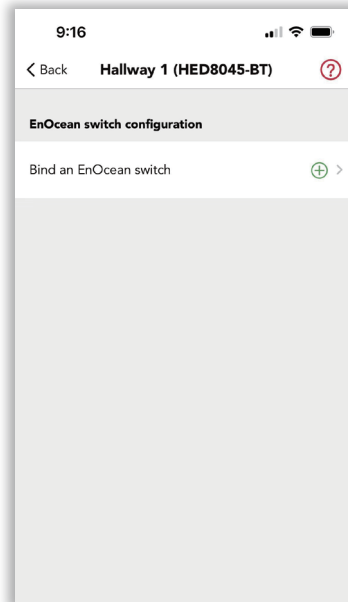 9:16
Back Hallway 1 (HED8045-BT) ?
EnOcean switch configuration
Bind an EnOcean switch